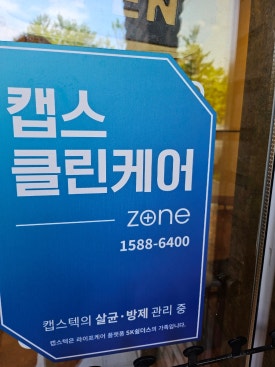 EN
캡스
클린케어
zone
1588-6400
캡스텍의 살균·방제 관리 중
캡스텍은 라이프케어 플랫폼 SK쉴더스의 가족입니다.